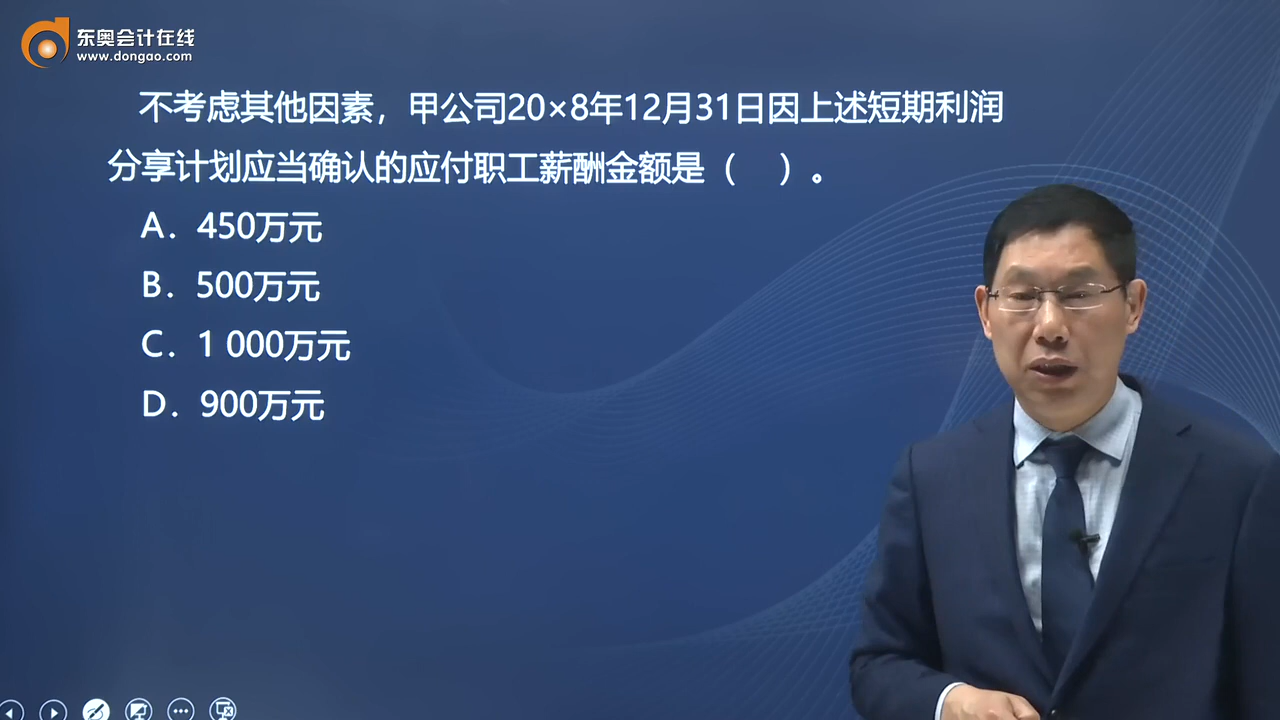 东奥会计在线
www.dongao.com
不考虑其他因素，甲公司20×8年12月31日因上述短期利润
分享计划应当确认的应付职工薪酬金额是（　）。
A．450万元
B．500万元
C．1 000万元
D．900万元